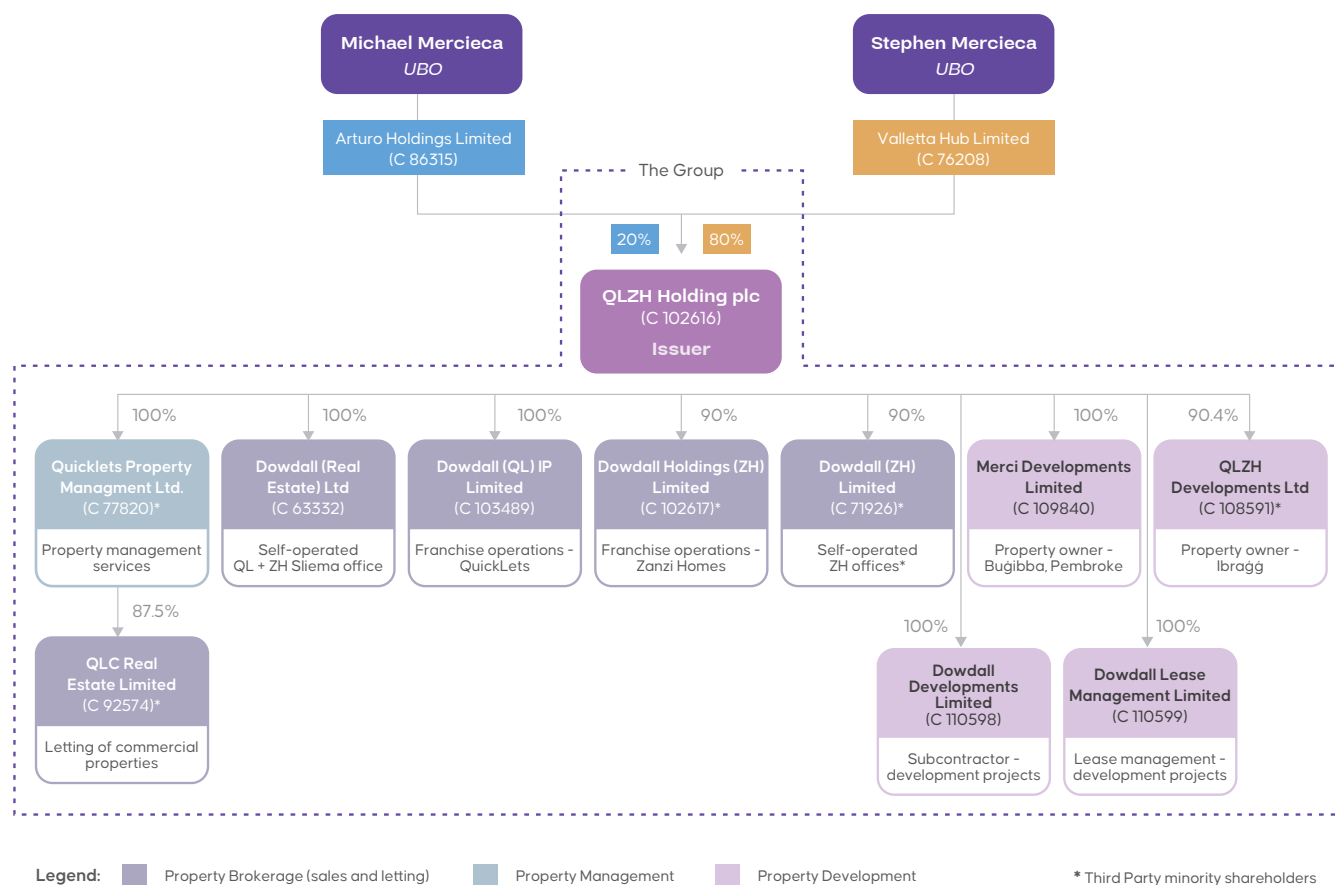 Michael Mercieca
UBO
Stephen Mercieca
UBO
Arturo Holdings Limited
(C 86315)
Valletta Hub Limited
(C 76208)
The Group
20%
80%
QLZH Holding plc
(C 102616)
Issuer
100%
100%
100%
90%
90%
100%
90.4%
Quicklets Property
Managment Ltd.
(C 77820)*
Property management
services
Dowdall (Real
Estate) Ltd
(C 63332)
Self-operated
QL + ZH Sliema office
Dowdall (QL) IP
Limited
(C 103489)
Franchise operations -
QuickLets
Dowdall Holdings (ZH)
Limited
(C 102617)*
Franchise operations -
Zanzi Homes
Dowdall (ZH)
Limited
(C 71926)*
Self-operated
ZH offices*
Merci Developments
Limited
(C 109840)
Property owner -
Buġibba, Pembroke
QLZH
Developments Ltd
(C 108591)*
Property owner -
Ibraġġ
87.5%
100%
100%
QLC Real
Estate Limited
(C 92574)*
Letting of commercial
properties
Dowdall
Developments
Limited
(C 110598)
Subcontractor -
development projects
Dowdall Lease
Management Limited
(C 110599)
Lease management -
development projects
Legend:
Property Brokerage (sales and letting)
Property Management
Property Development
* Third Party minority shareholders